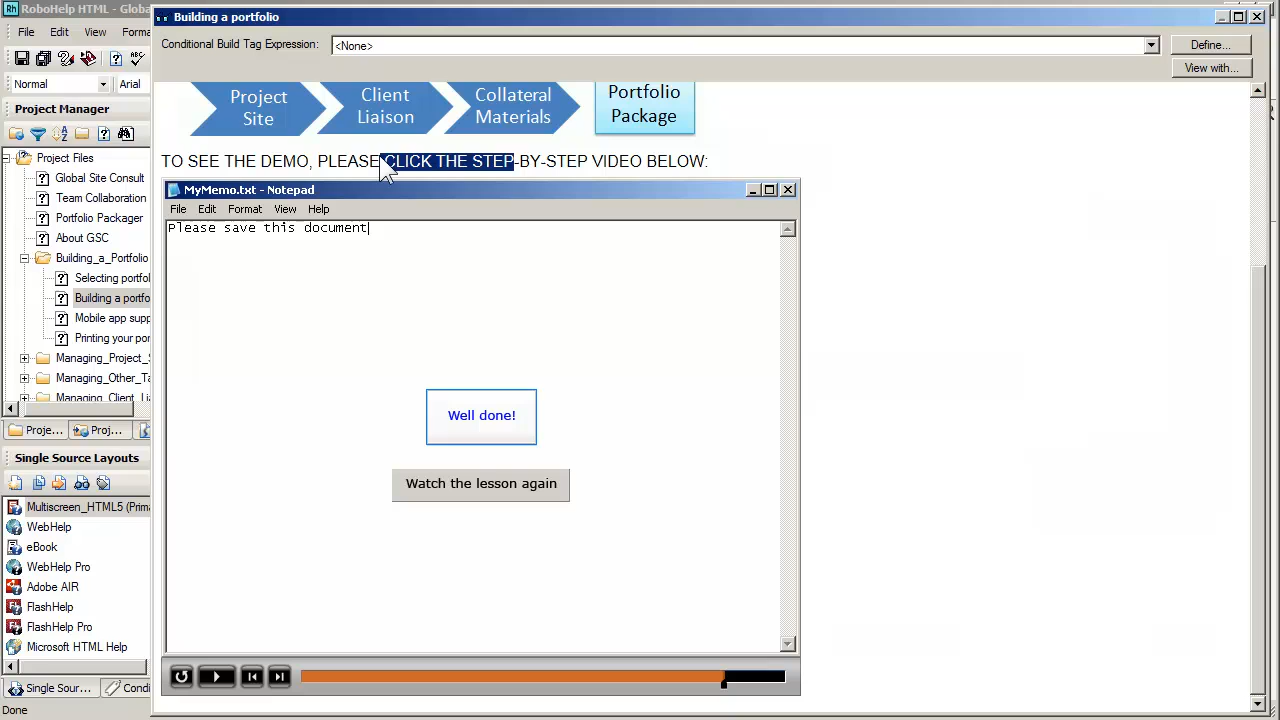 RoboHelp HTML - Globa
Building a portfolio
File Edit View Forma
Conditional Build Tag Expression: <None> Define...
View with...
Normal Arial
Project Manager
Project Site
Client Liaison
Collateral Materials
Portfolio Package
TO SEE THE DEMO, PLEASE CLICK THE STEP-BY-STEP VIDEO BELOW:
Project Files
Global Site Consult
Team Collaboration
Portfolio Packager
About GSC
Building_a_Portfolio
Selecting portfol
Building a portfo
Mobile app supp
Printing your por
Managing_Project_S
Managing_Other_Ta
Managing_Client_Lia
Proje... Proj...
Single Source Layouts
Multiscreen_HTML5 (Prima
WebHelp
eBook
WebHelp Pro
Adobe AIR
FlashHelp
FlashHelp Pro
Microsoft HTML Help
Single Sour... Condi
Done
MyMemo.txt - Notepad
File Edit Format View Help
Please save this document
Well done!
Watch the lesson again